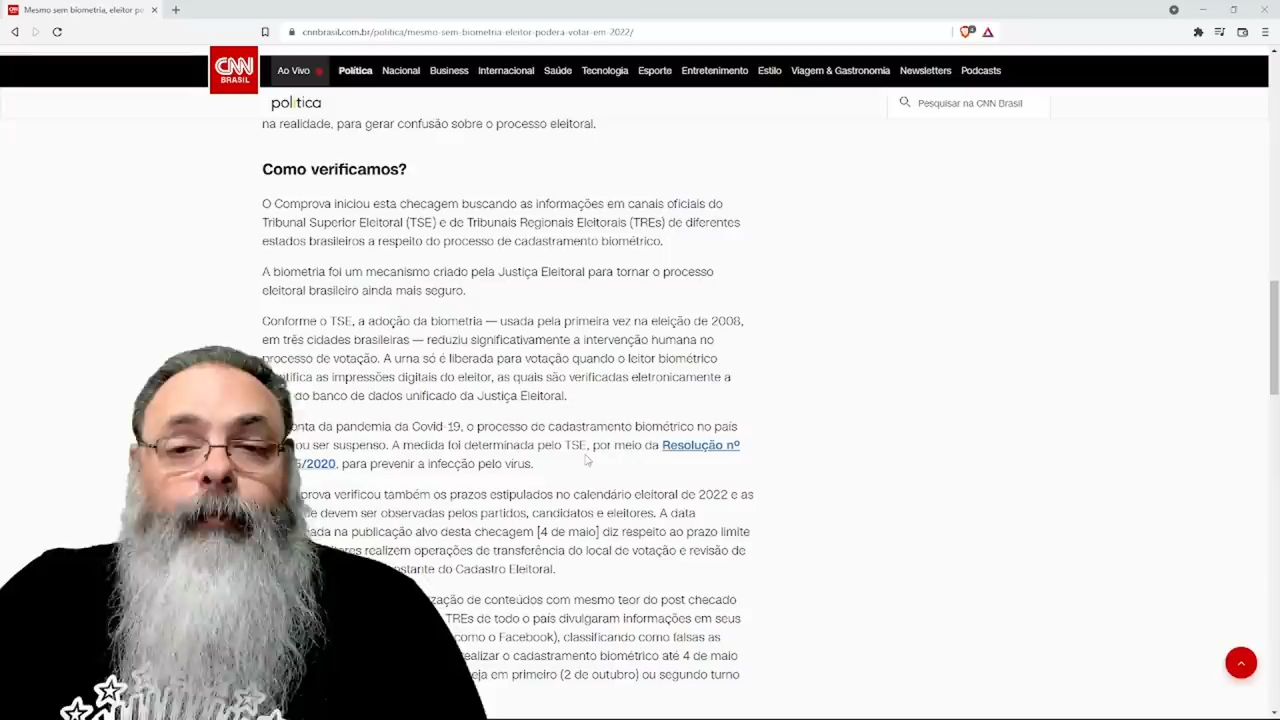 Mesmo sem biometria, eleitor po
cnnbrasil.com.br/politica/mesmo-sem-biometria-eleitor-podera-votar-em-2022/
CNN
BRASIL
Ao Vivo Política Nacional Business Internacional Saúde Tecnologia Esporte Entretenimento Estilo Viagem & Gastronomia Newsletters Podcasts
política
Pesquisar na CNN Brasil
na realidade, para gerar confusão sobre o processo eleitoral.
Como verificamos?
O Comprova iniciou esta checagem buscando as informações em canais oficiais do
Tribunal Superior Eleitoral (TSE) e de Tribunais Regionais Eleitorais (TREs) de diferentes
estados brasileiros a respeito do processo de cadastramento biométrico.
A biometria foi um mecanismo criado pela Justiça Eleitoral para tornar o processo
eleitoral brasileiro ainda mais seguro.
Conforme o TSE, a adoção da biometria — usada pela primeira vez na eleição de 2008,
em três cidades brasileiras — reduziu significativamente a intervenção humana no
processo de votação. A urna só é liberada para votação quando o leitor biométrico
as impressões digitais do eleitor, as quais são verificadas eletronicamente a
ao banco de dados unificado da Justiça Eleitoral.
onta da pandemia da Covid-19, o processo de cadastramento biométrico no país
ou ser suspenso. A medida foi determinada pelo TSE, por meio da Resolução nº
/2020, para prevenir a infecção pelo vírus.
prova verificou também os prazos estipulados no calendário eleitoral de 2022 e as
devem ser observadas pelos partidos, candidatos e eleitores. A data
nada na publicação alvo desta checagem [4 de maio] diz respeito ao prazo limite
realizem operações de transferência do local de votação e revisão de
nstante do Cadastro Eleitoral.
zação de conteúdos com mesmo teor do post checado
TREs de todo o país divulgaram informações em seus
como o Facebook), classificando como falsas as
ealizar o cadastramento biométrico até 4 de maio
eja em primeiro (2 de outubro) ou segundo turno